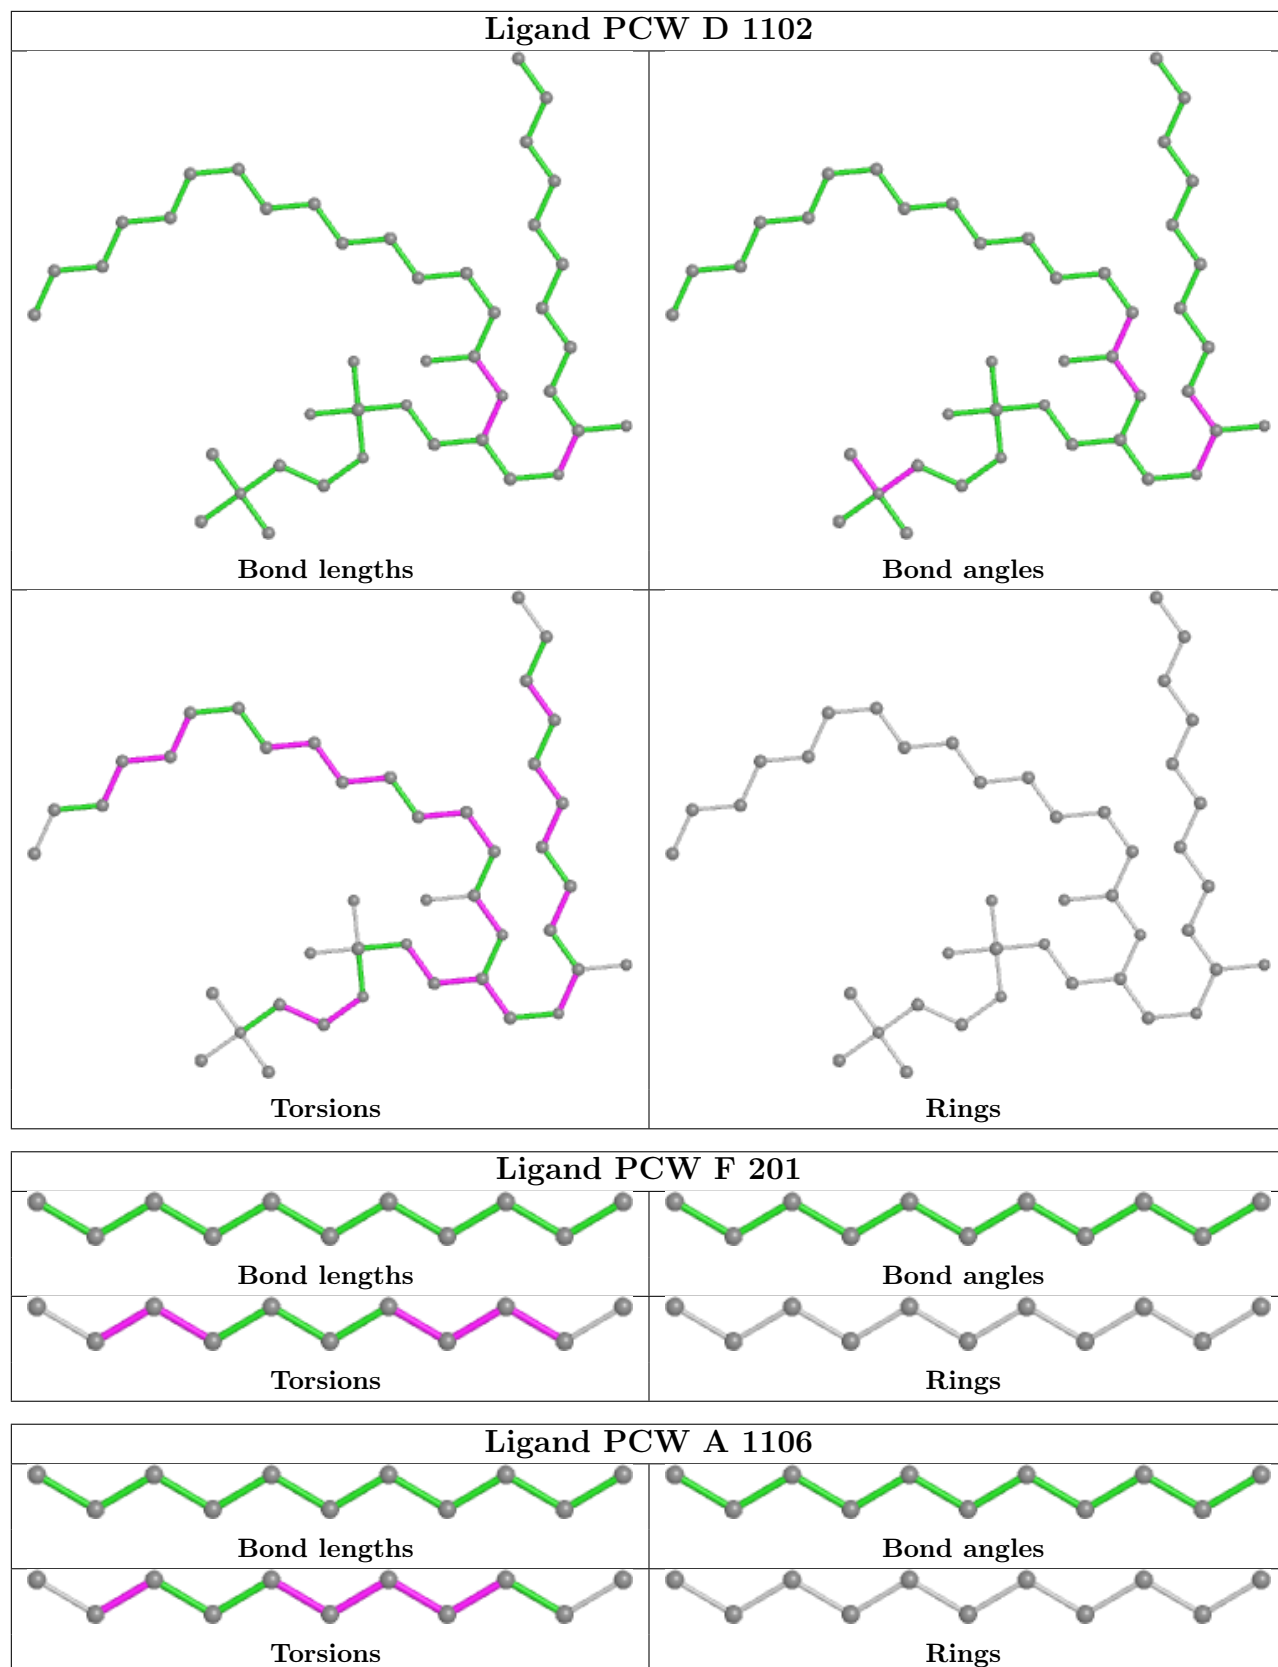 Ligand PCW D 1102
Bond lengths
Bond angles
Torsions
Rings
Ligand PCW F 201
Bond lengths
Bond angles
Torsions
Rings
Ligand PCW A 1106
Bond lengths
Bond angles
Torsions
Rings